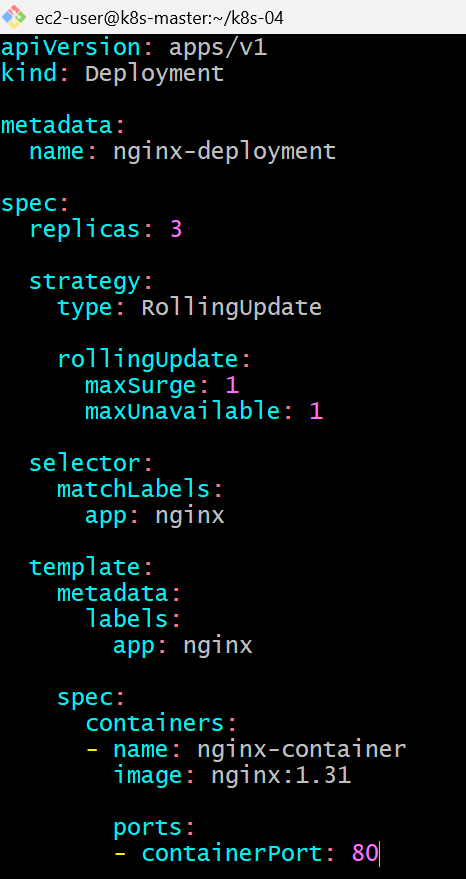 ec2-user@k8s-master:~/k8s-04
apiVersion: apps/v1
kind: Deployment

metadata:
  name: nginx-deployment

spec:
  replicas: 3

  strategy:
    type: RollingUpdate

    rollingUpdate:
      maxSurge: 1
      maxUnavailable: 1

  selector:
    matchLabels:
      app: nginx

  template:
    metadata:
      labels:
        app: nginx

    spec:
      containers:
      - name: nginx-container
        image: nginx:1.31

        ports:
        - containerPort: 80